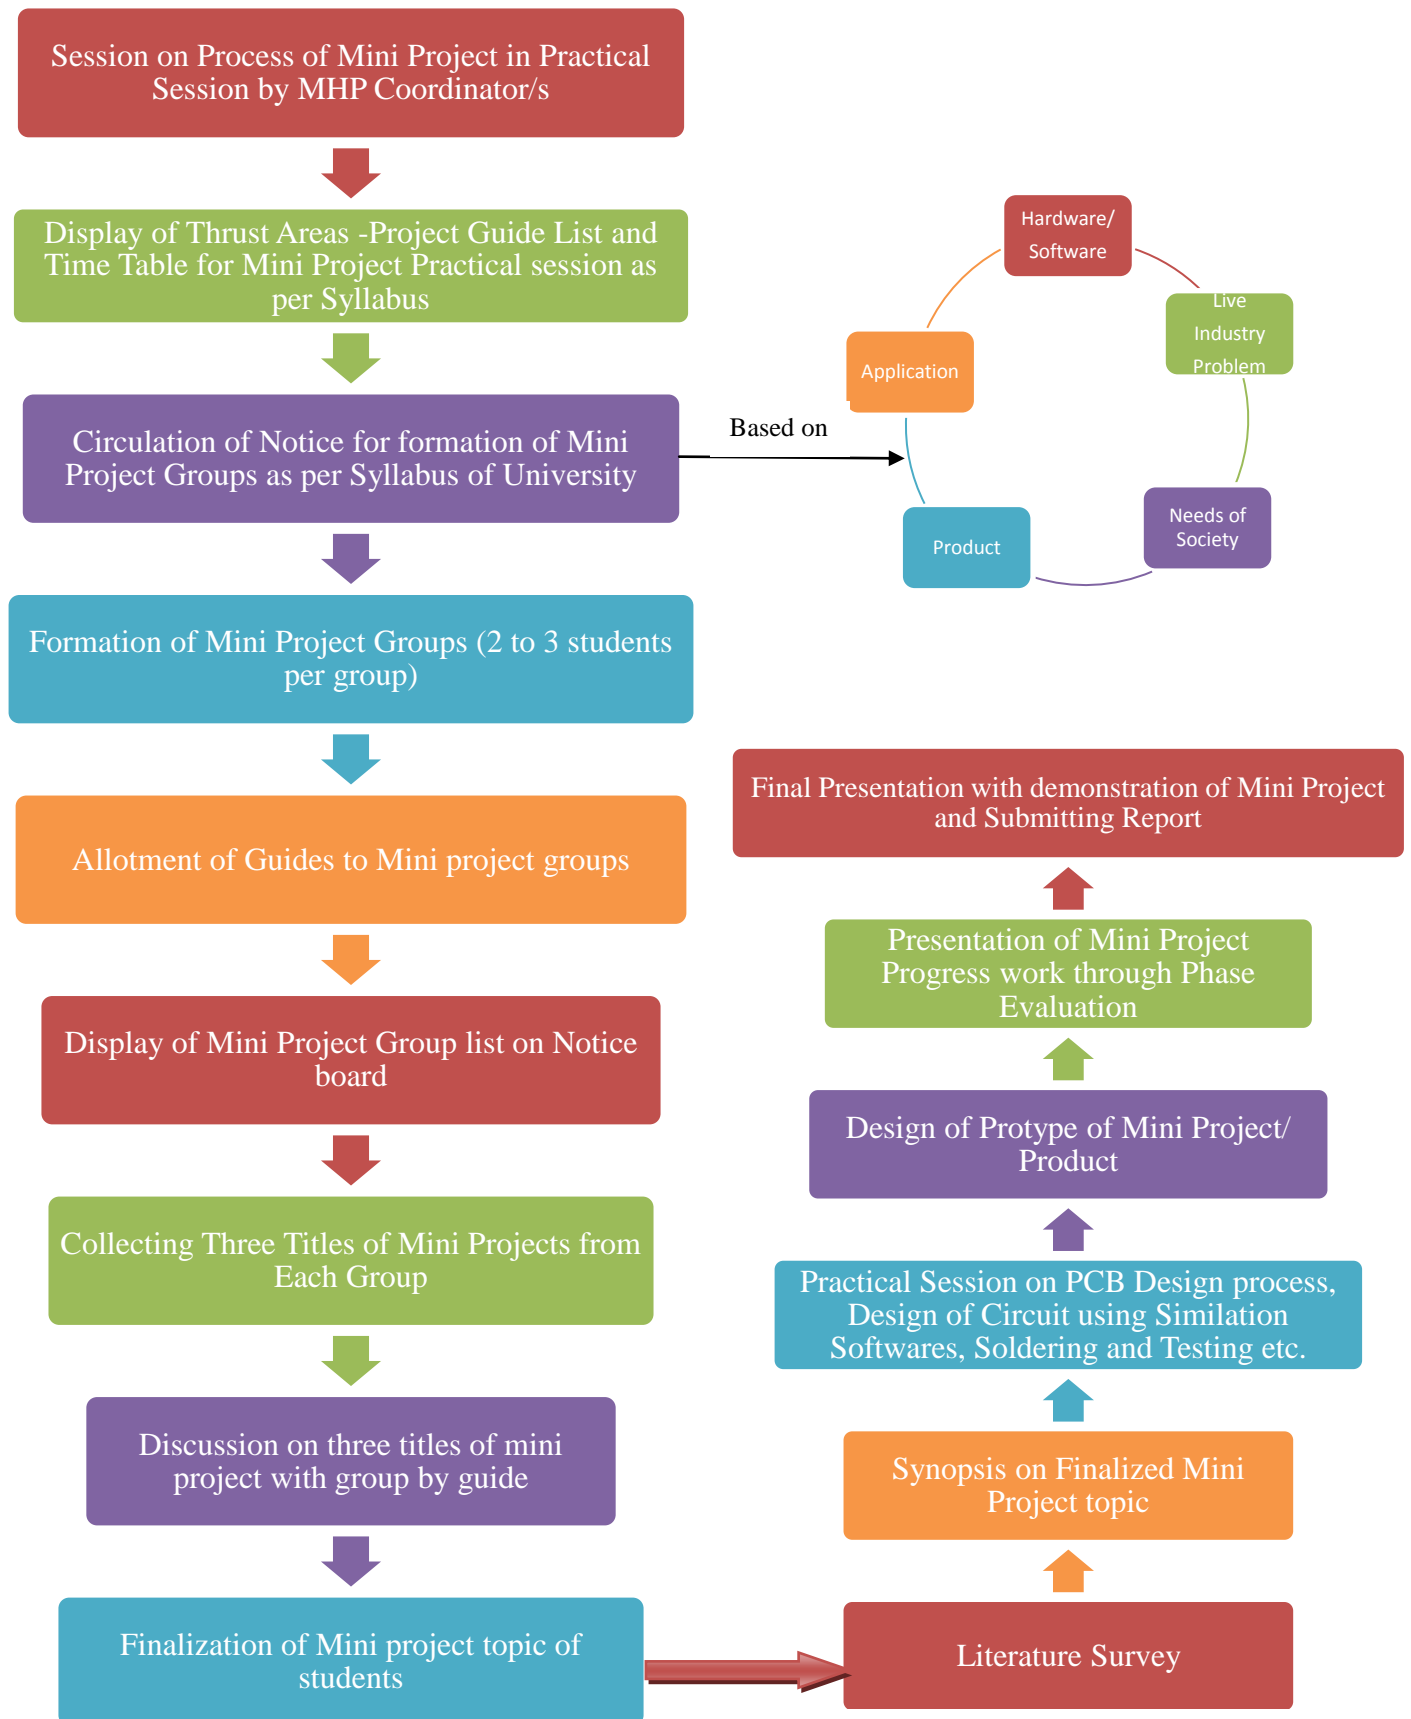 Session on Process of Mini Project in Practical
Session by MHP Coordinator/s
Display of Thrust Areas -Project Guide List and
Time Table for Mini Project Practical session as
per Syllabus
Circulation of Notice for formation of Mini
Project Groups as per Syllabus of University
Based on
Hardware/
Software
Live
Industry
Problem
Needs of
Society
Product
Application
Formation of Mini Project Groups (2 to 3 students
per group)
Allotment of Guides to Mini project groups
Display of Mini Project Group list on Notice
board
Collecting Three Titles of Mini Projects from
Each Group
Discussion on three titles of mini
project with group by guide
Finalization of Mini project topic of
students
Literature Survey
Synopsis on Finalized Mini
Project topic
Practical Session on PCB Design process,
Design of Circuit using Similation
Softwares, Soldering and Testing etc.
Design of Protype of Mini Project/
Product
Presentation of Mini Project
Progress work through Phase
Evaluation
Final Presentation with demonstration of Mini Project
and Submitting Report